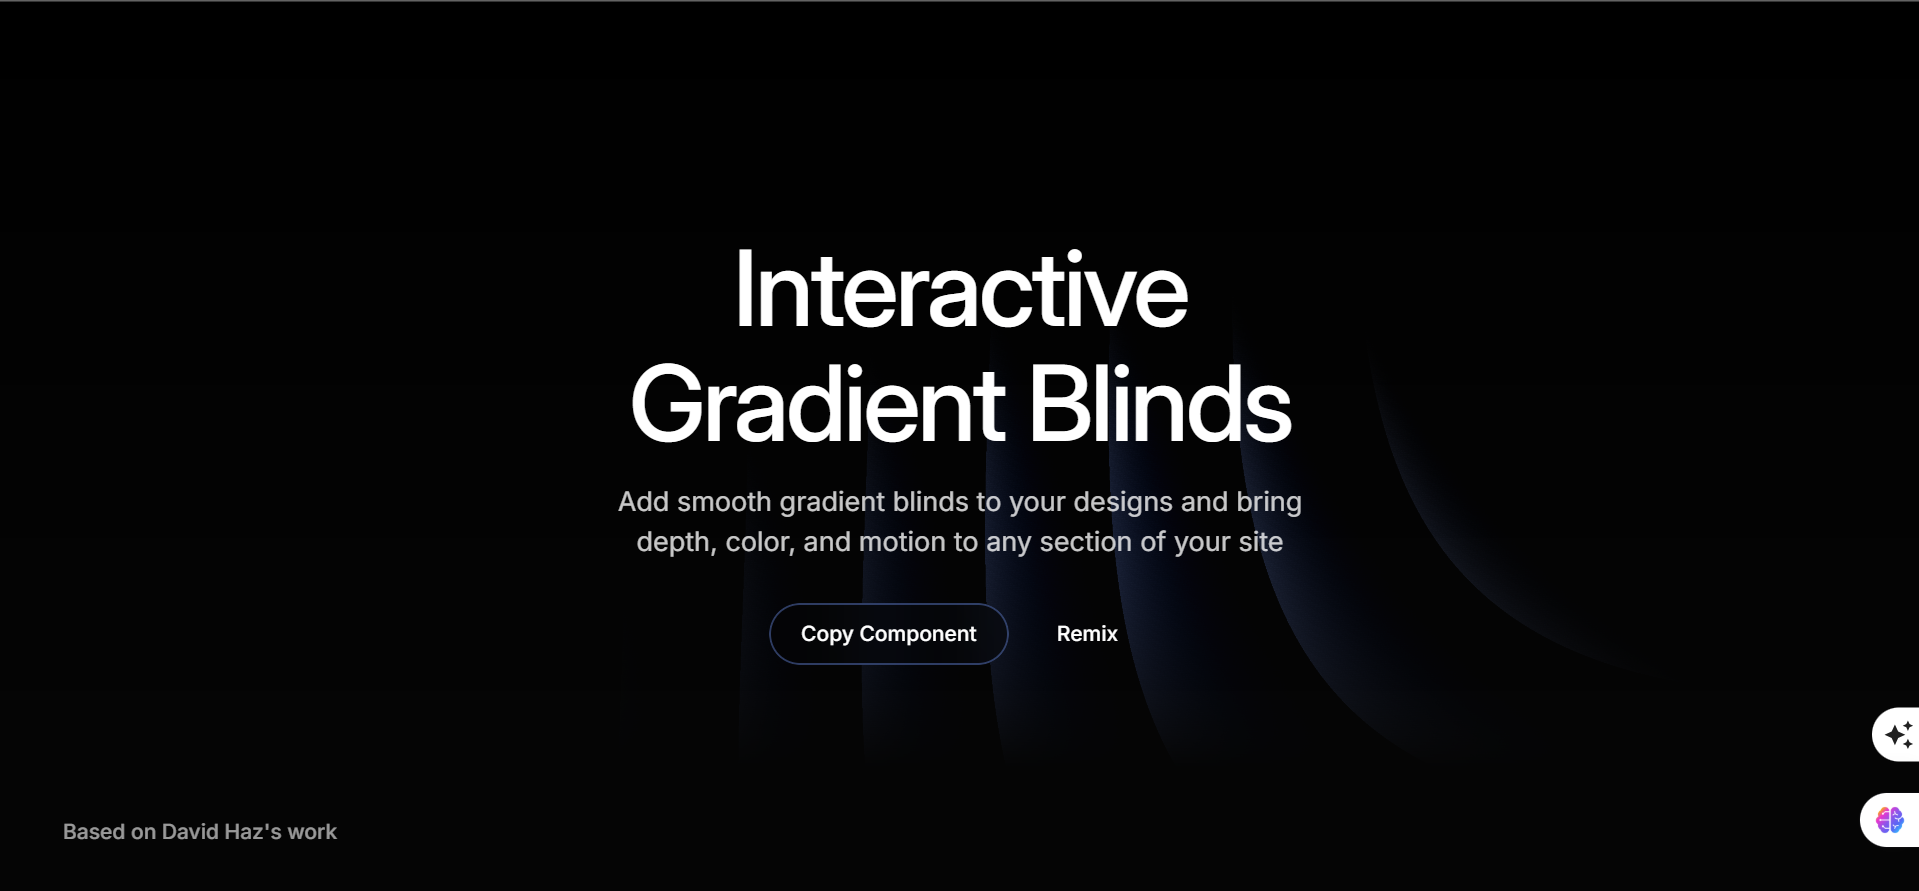 Interactive
Gradient Blinds
Add smooth gradient blinds to your designs and bring
depth, color, and motion to any section of your site
Copy Component
Remix
Based on David Haz's work